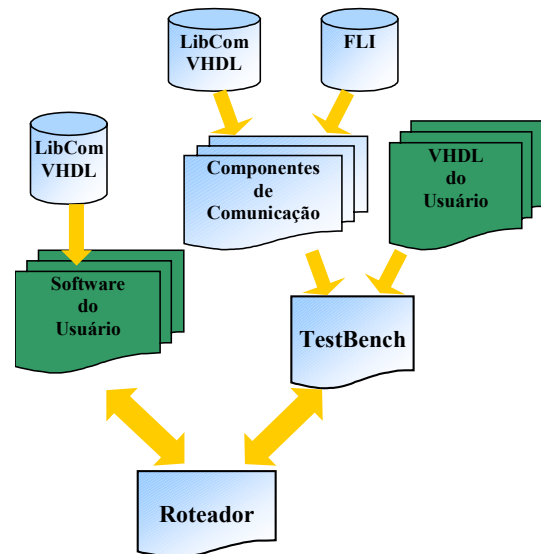 LibCom
VHDL
FLI
LibCom
VHDL
Componentes
de
Comunicação
VHDL
do
Usuário
Software
do
Usuário
TestBench
Roteador